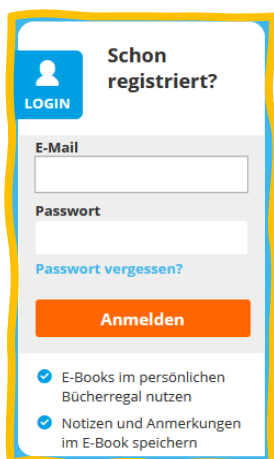 Schon
registriert?
LOGIN
E-Mail
Passwort
Passwort vergessen?
Anmelden
E-Books im persönlichen
Bücherregal nutzen
Notizen und Anmerkungen
im E-Book speichern